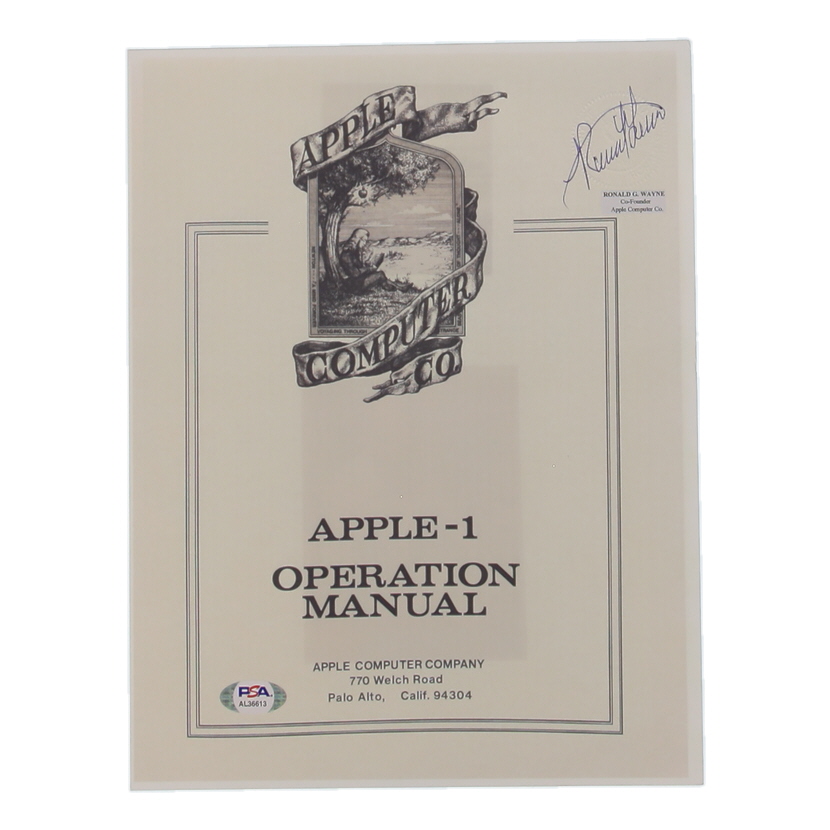 APPLE
COMPUTER
CO.
RONALD G. WAYNE
Co-Founder
Apple Computer Co.
APPLE-1
OPERATION
MANUAL
APPLE COMPUTER COMPANY
770 Welch Road
Palo Alto, Calif. 94304
PSA
AL36613